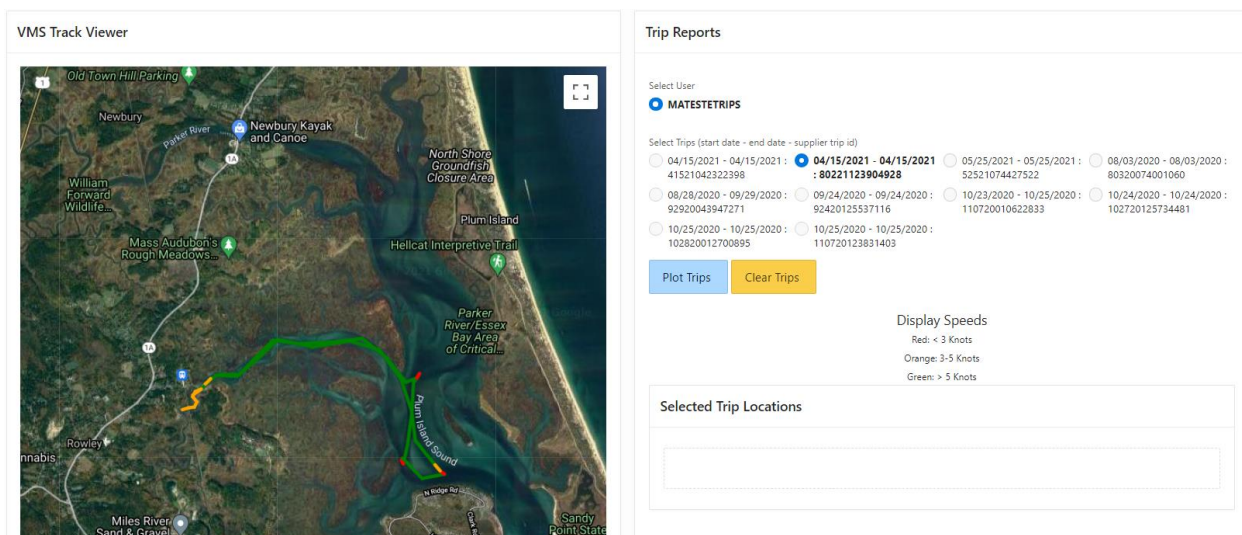 VMS Track Viewer
Old Town Hill Parking
1
Newbury
Parker River
Newbury Kayak
and Canoe
1A
North Shore
Groundfish
Closure Area
William
Forward
Wildlife...
Plum Island
Mass Audubon's
Rough Meadows...
Hellcat Interpretive Trail
Parker
River/Essex
Bay Area
of Critical...
Google
1A
Plum Island Sound
Rowley
nnabis
N Ridge Rd
Clark Rd
Miles River
Sand & Gravel
Sandy
Point State
Trip Reports
Select User
MATESTETRIPS
Select Trips (start date - end date - supplier trip id)
04/15/2021 - 04/15/2021 :
41521042322398
04/15/2021 - 04/15/2021
: 80221123904928
05/25/2021 - 05/25/2021 :
52521074427522
08/03/2020 - 08/03/2020 :
80320074001060
08/28/2020 - 09/29/2020 :
92920043947271
09/24/2020 - 09/24/2020 :
92420125537116
10/23/2020 - 10/25/2020 :
110720010622833
10/24/2020 - 10/24/2020 :
102720125734481
10/25/2020 - 10/25/2020 :
102820012700895
10/25/2020 - 10/25/2020 :
110720123831403
Plot Trips
Clear Trips
Display Speeds
Red: < 3 Knots
Orange: 3-5 Knots
Green: > 5 Knots
Selected Trip Locations